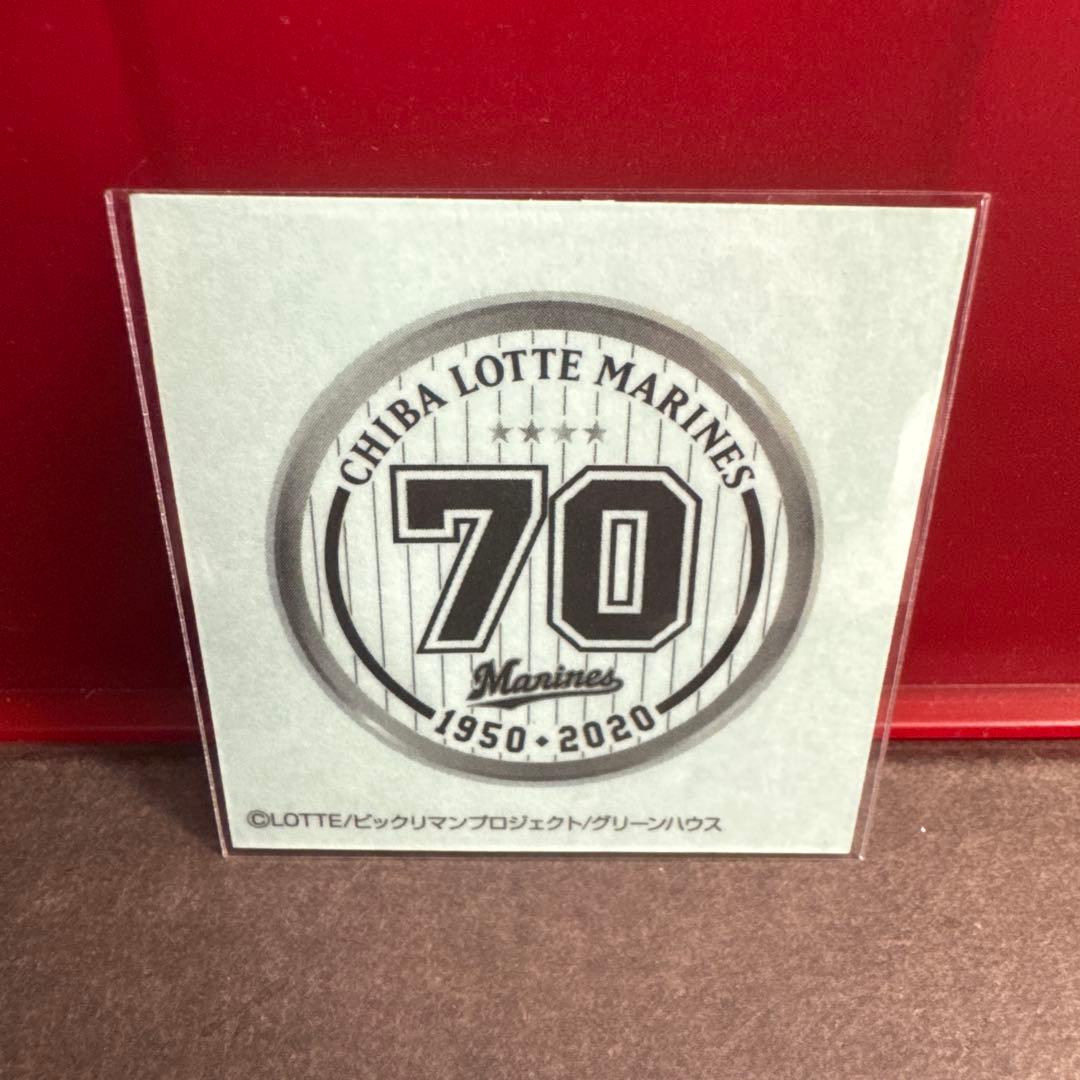 CHIBA LOTTE MARINES
70
Marines
1950・2020
©LOTTE/ビックリマンプロジェクト/グリーンハウス